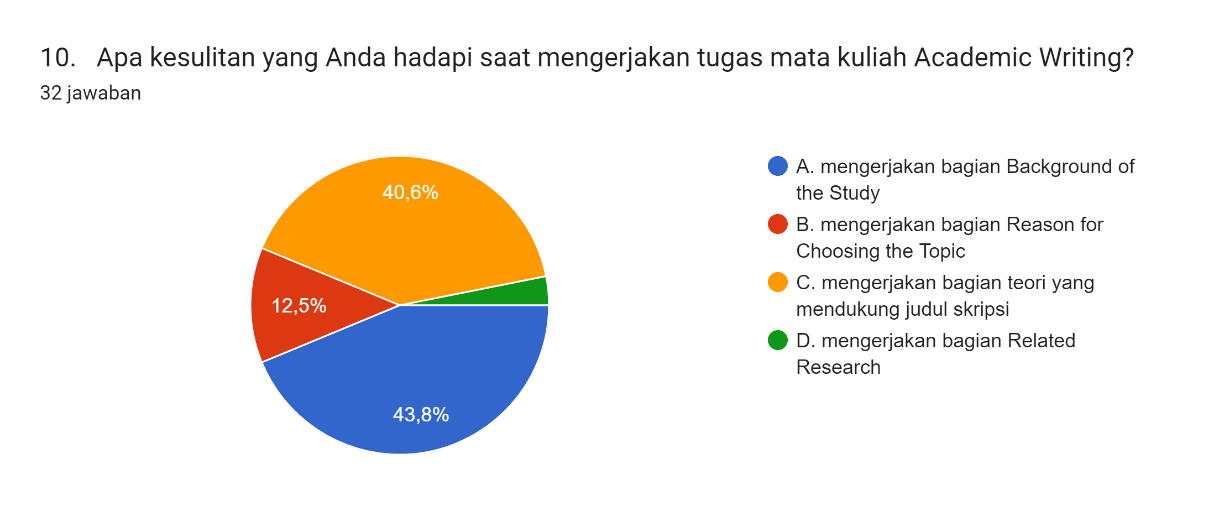 10. Apa kesulitan yang Anda hadapi saat mengerjakan tugas mata kuliah Academic Writing?
32 jawaban
40,6%
12,5%
43,8%
A. mengerjakan bagian Background of
the Study
B. mengerjakan bagian Reason for
Choosing the Topic
C. mengerjakan bagian teori yang
mendukung judul skripsi
D. mengerjakan bagian Related
Research